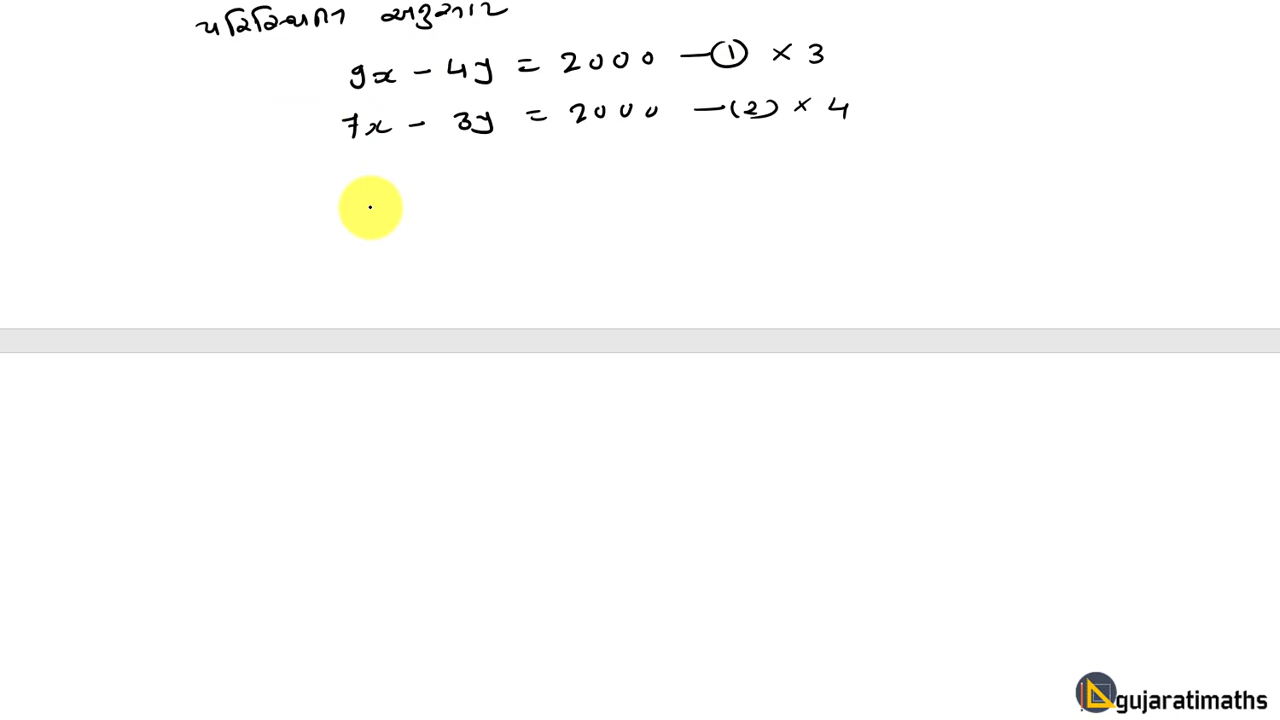 પરિસ્થિતિ અનુસાર
9x - 4y = 2000 —① × 3
7x - 3y = 2000 —(2) × 4
gujaratimaths